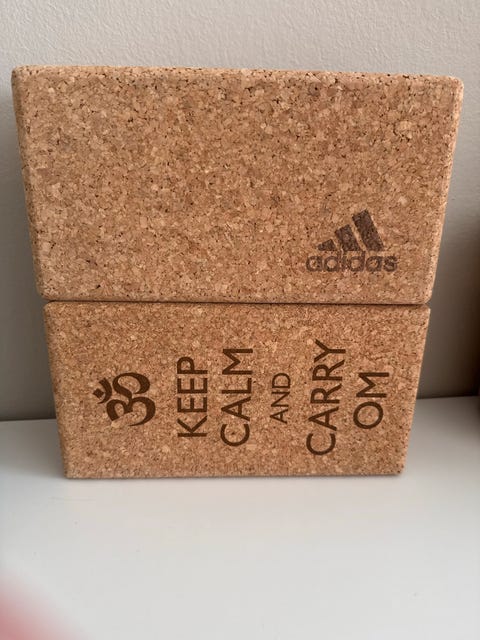 adidas
ॐ
KEEP
CALM
AND
CARRY
OM